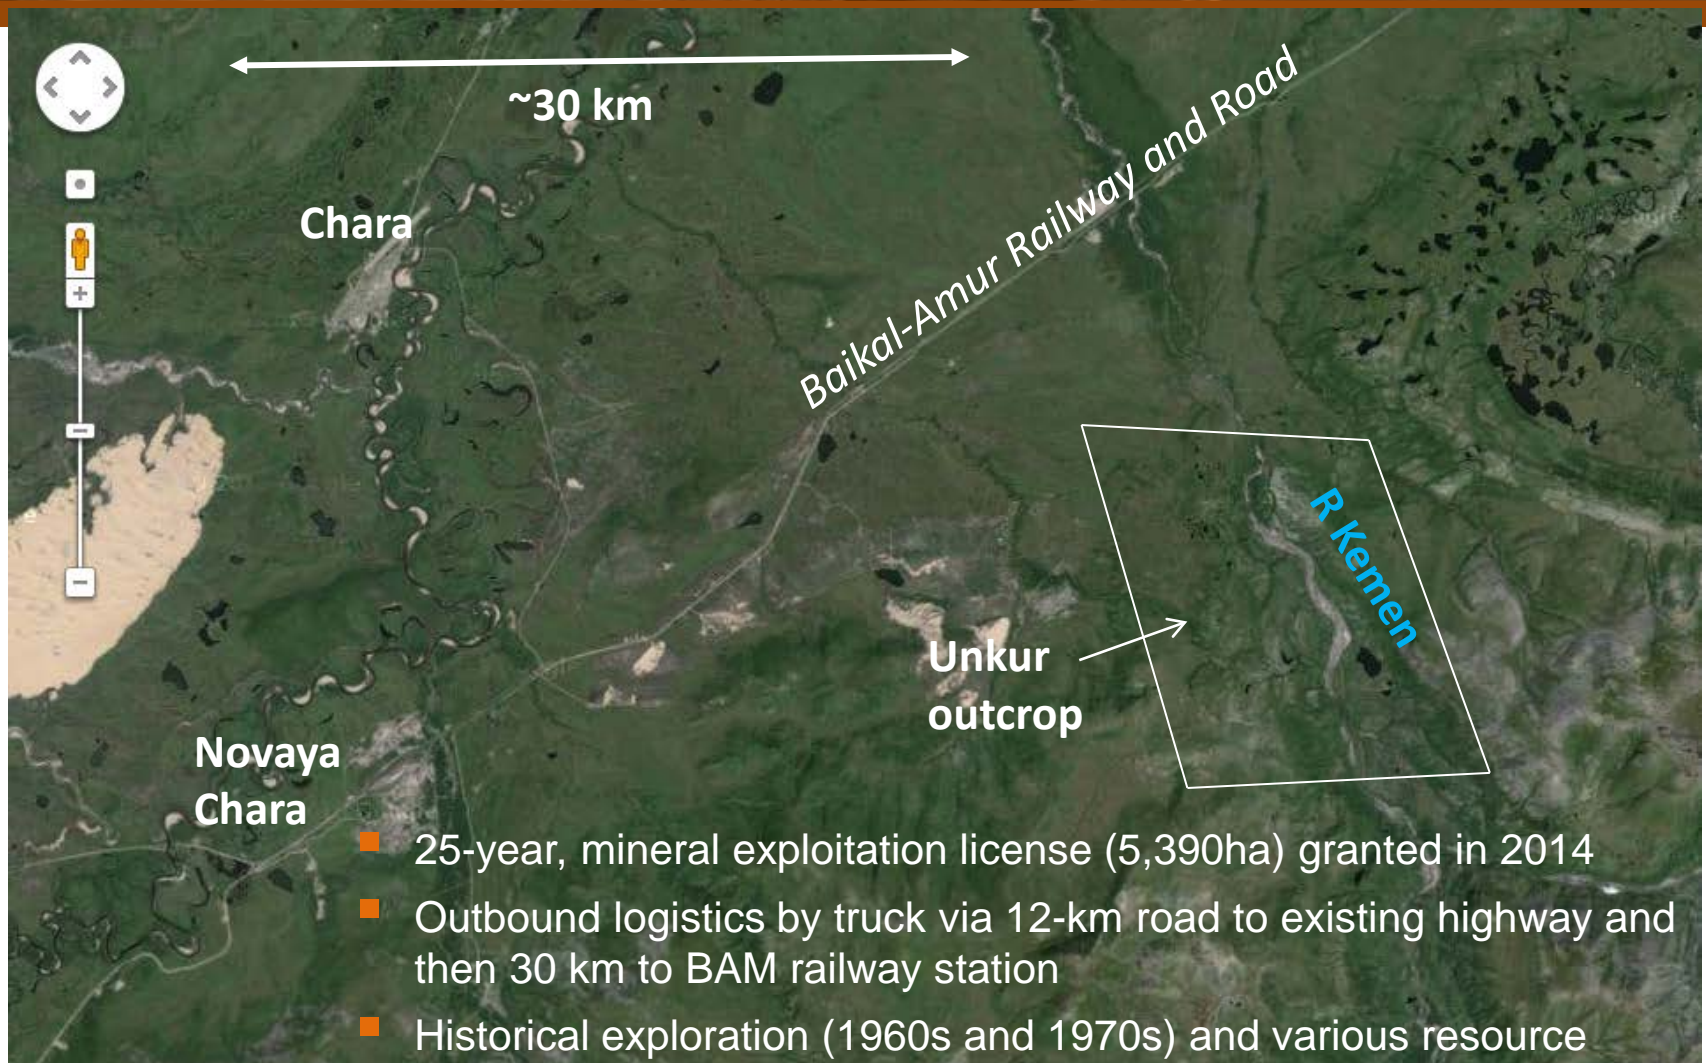 ~30 km
Baikal-Amur Railway and Road
Chara
R Kemen
Unkur
outcrop
Novaya
Chara
25-year, mineral exploitation license (5,390ha) granted in 2014
Outbound logistics by truck via 12-km road to existing highway and
then 30 km to BAM railway station
Historical exploration (1960s and 1970s) and various resource